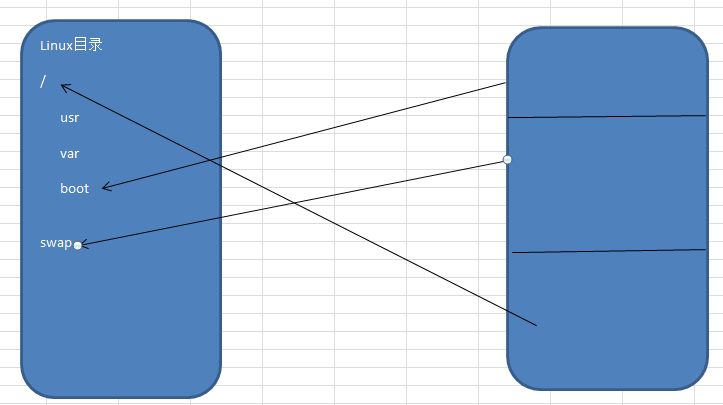 Linux目录
/
usr
var
boot
swap